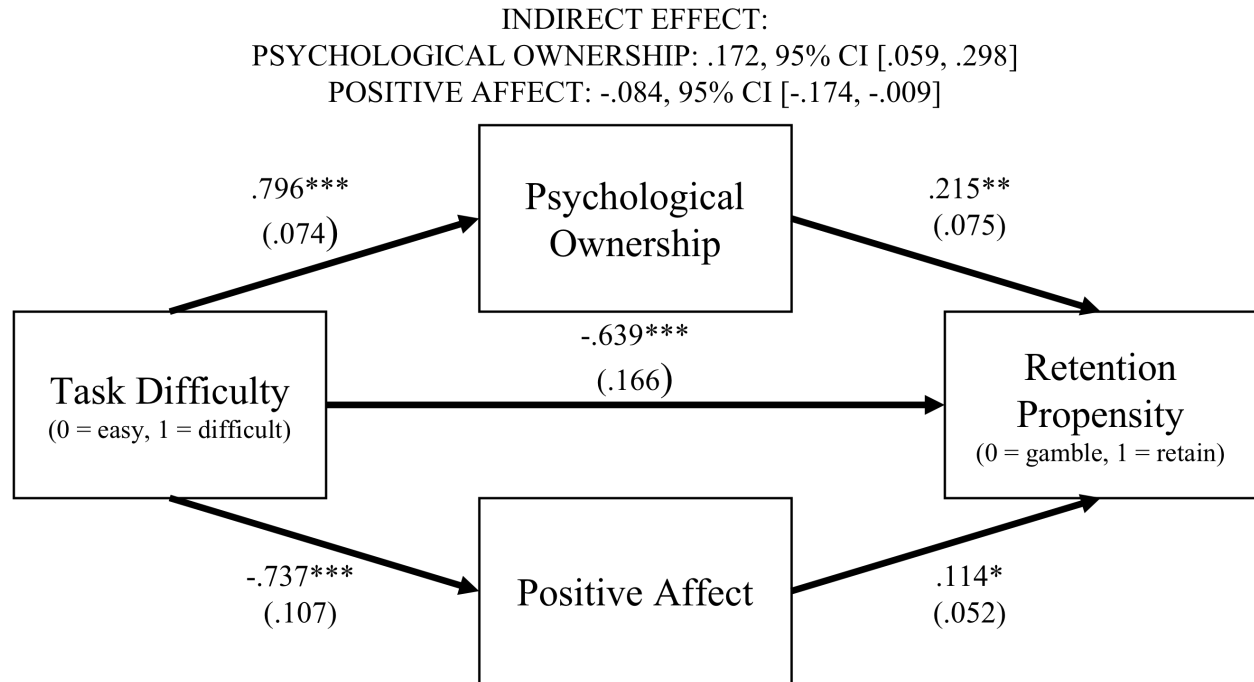 INDIRECT EFFECT:
PSYCHOLOGICAL OWNERSHIP: .172, 95% CI [.059, .298]
POSITIVE AFFECT: -.084, 95% CI [-.174, -.009]
.796***
(.074)
Psychological
Ownership
.215**
(.075)
Task Difficulty
(0 = easy, 1 = difficult)
-.639***
(.166)
Retention
Propensity
(0 = gamble, 1 = retain)
-.737***
(.107)
Positive Affect
.114*
(.052)